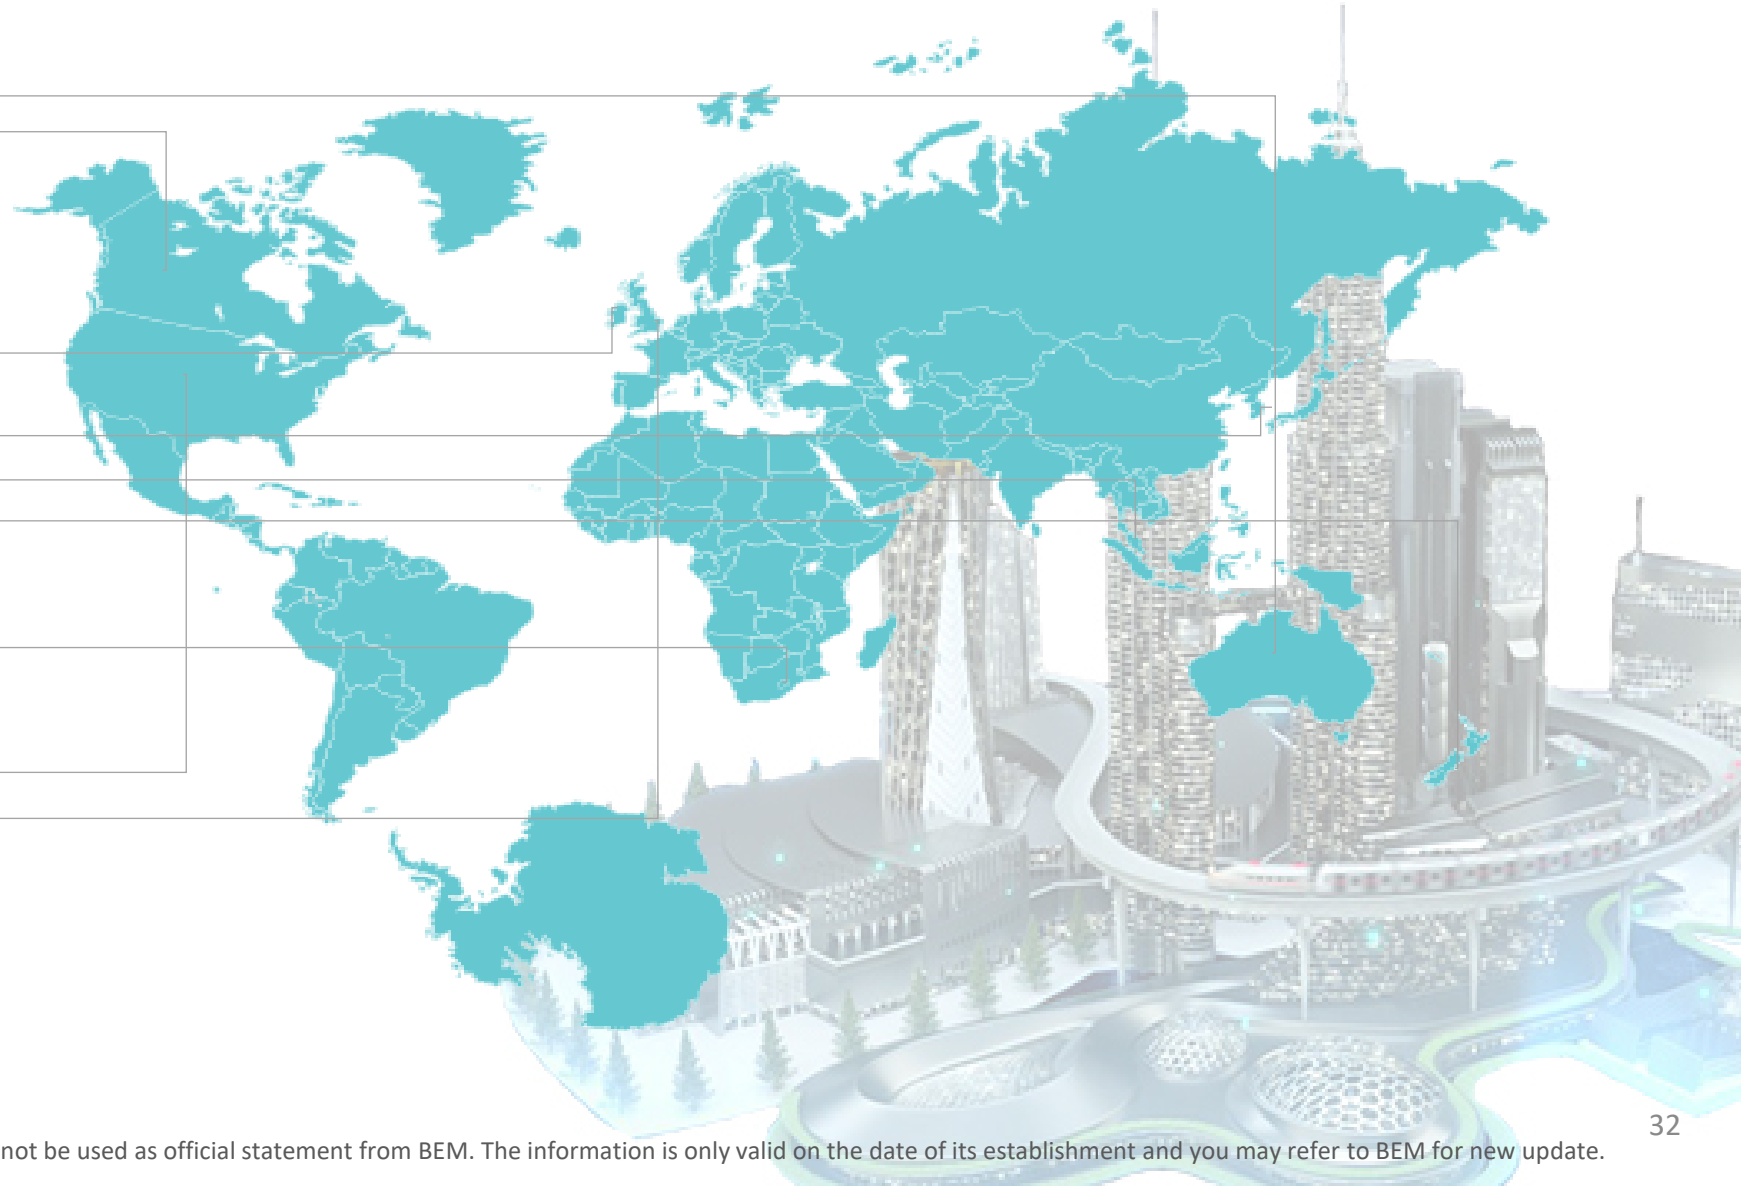 32
not be used as official statement from BEM. The information is only valid on the date of its establishment and you may refer to BEM for new update.